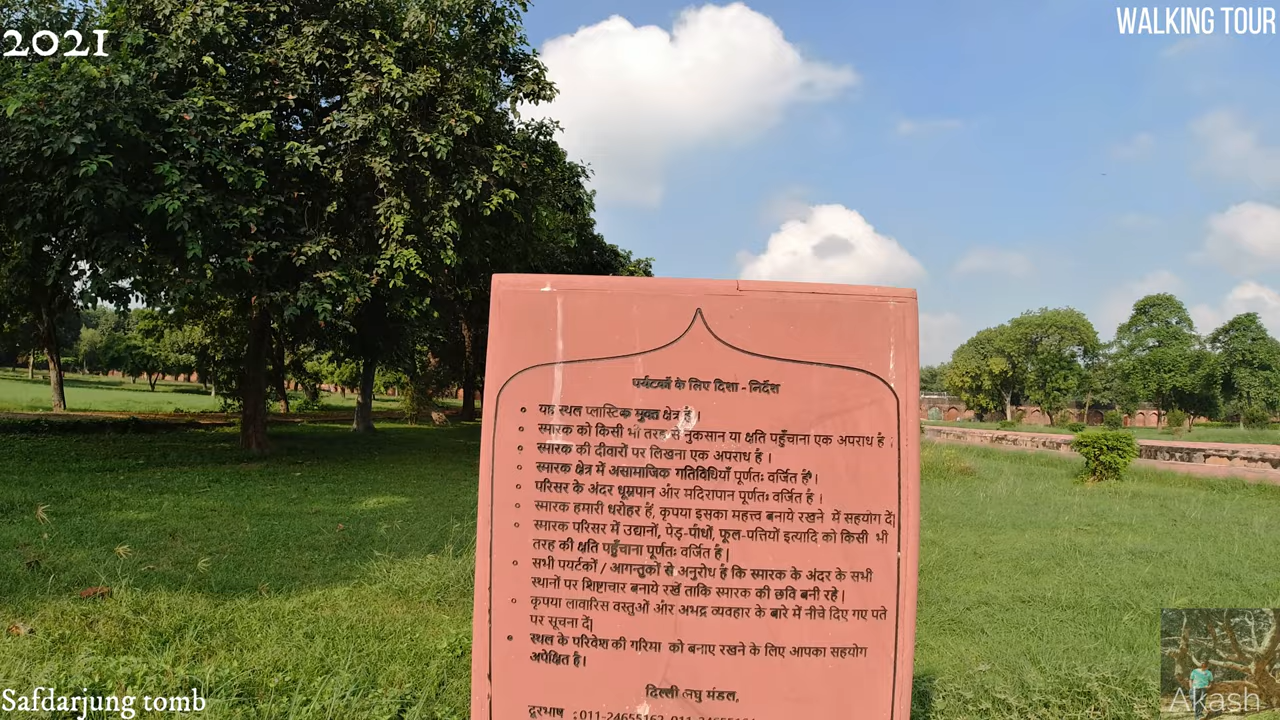 2021
WALKING TOUR
पर्यटकों के लिए दिशा - निर्देश
यह स्थल प्लास्टिक मुक्त क्षेत्र है ।
स्मारक को किसी भी तरह से नुकसान या क्षति पहुँचाना एक अपराध है ।
स्मारक की दीवारों पर लिखना एक अपराध है ।
स्मारक क्षेत्र में असामाजिक गतिविधियाँ पूर्णतः वर्जित हैं ।
परिसर के अंदर धूम्रपान और मदिरापान पूर्णतः वर्जित है ।
स्मारक हमारी धरोहर हैं, कृपया इसका महत्त्व बनाये रखने में सहयोग दें|
स्मारक परिसर में उद्यानों, पेड़-पौधों, फूल-पत्तियों इत्यादि को किसी भी
तरह की क्षति पहुँचाना पूर्णतः वर्जित है |
सभी पर्यटकों / आगन्तुकों से अनुरोध है कि स्मारक के अंदर के सभी
स्थानों पर शिष्टाचार बनाये रखें ताकि स्मारक की छवि बनी रहे |
कृपया लावारिस वस्तुओं और अभद्र व्यवहार के बारे में नीचे दिए गए पते
पर सूचना दें|
स्थल के परिवेश की गरिमा को बनाए रखने के लिए आपका सहयोग
अपेक्षित है।
दिल्ली लघु मंडल,
दूरभाष : 011-24655162,
Safdarjung tomb
Akash